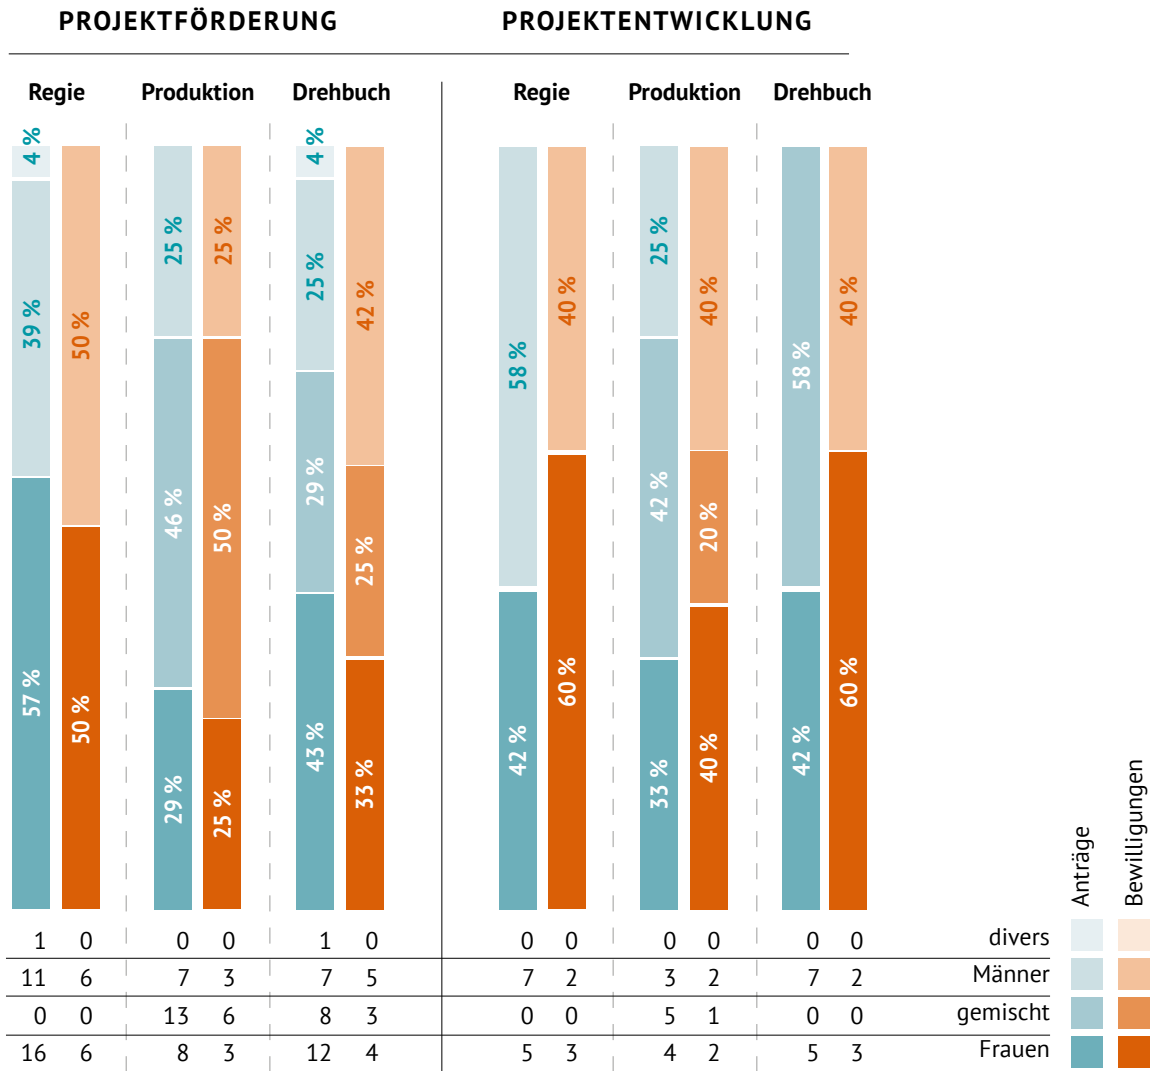 PROJEKTFÖRDERUNG PROJEKTENTWICKLUNG
Regie Produktion Drehbuch Regie Produktion Drehbuch
4 % 4 %
39 % 50 % 25 % 25 % 25 % 42 % 58 % 40 % 25 % 40 % 58 % 40 %
46 % 50 % 29 % 25 % 42 % 20 %
57 % 50 % 29 % 25 % 43 % 33 % 42 % 60 % 33 % 40 % 42 % 60 %
Anträge Bewilligungen
1 0 0 0 1 0 0 0 0 0 0 0 divers
11 6 7 3 7 5 7 2 3 2 7 2 Männer
0 0 13 6 8 3 0 0 5 1 0 0 gemischt
16 6 8 3 12 4 5 3 4 2 5 3 Frauen